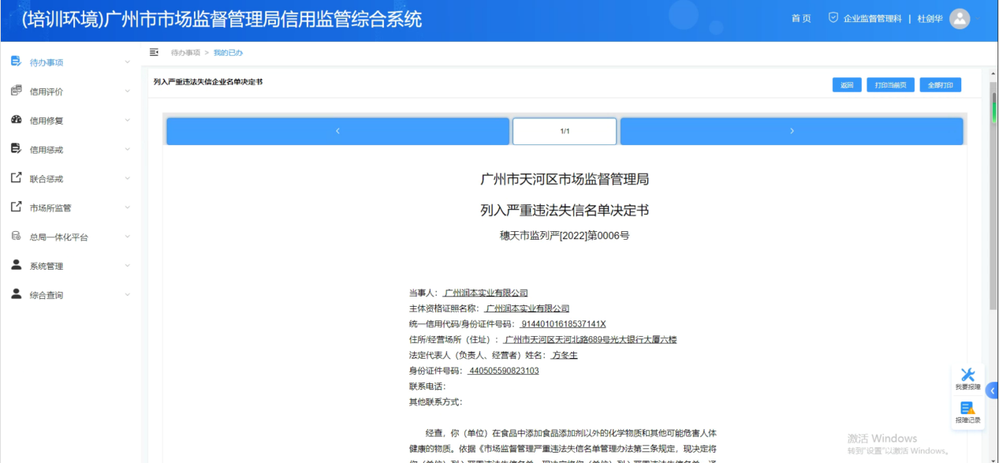 (培训环境)广州市市场监督管理局信用监管综合系统
首页 企业监管管理科 | 杜剑华
待办事项 > 我的已办
待办事项
信用评价
信用修复
信用惩戒
联合惩戒
市场所监管
总局一体化平台
系统管理
综合查询
列入严重违法失信企业名单决定书
返回 打印当前页 全部打印
1/1
广州市天河区市场监督管理局
列入严重违法失信名单决定书
穗天市监列严[2022]第0006号
当事人: 广州润本实业有限公司
主体资格证照名称: 广州润本实业有限公司
统一信用代码/身份证件号码: 91440101618537141X
住所/经营场所（住址）: 广州市天河区天河北路689号光大银行大厦六楼
法定代表人（负责人、经营者）姓名: 方冬生
身份证件号码: 440505590823103
联系电话:
其他联系方式:
经查，你（单位）在食品中添加食品添加剂以外的化学物质和其他可能危害人体
健康的物质。依据《市场监督管理严重违法失信名单管理办法第三条规定，现决定将
我要报障
报障记录
激活 Windows
转到"设置"以激活 Windows。